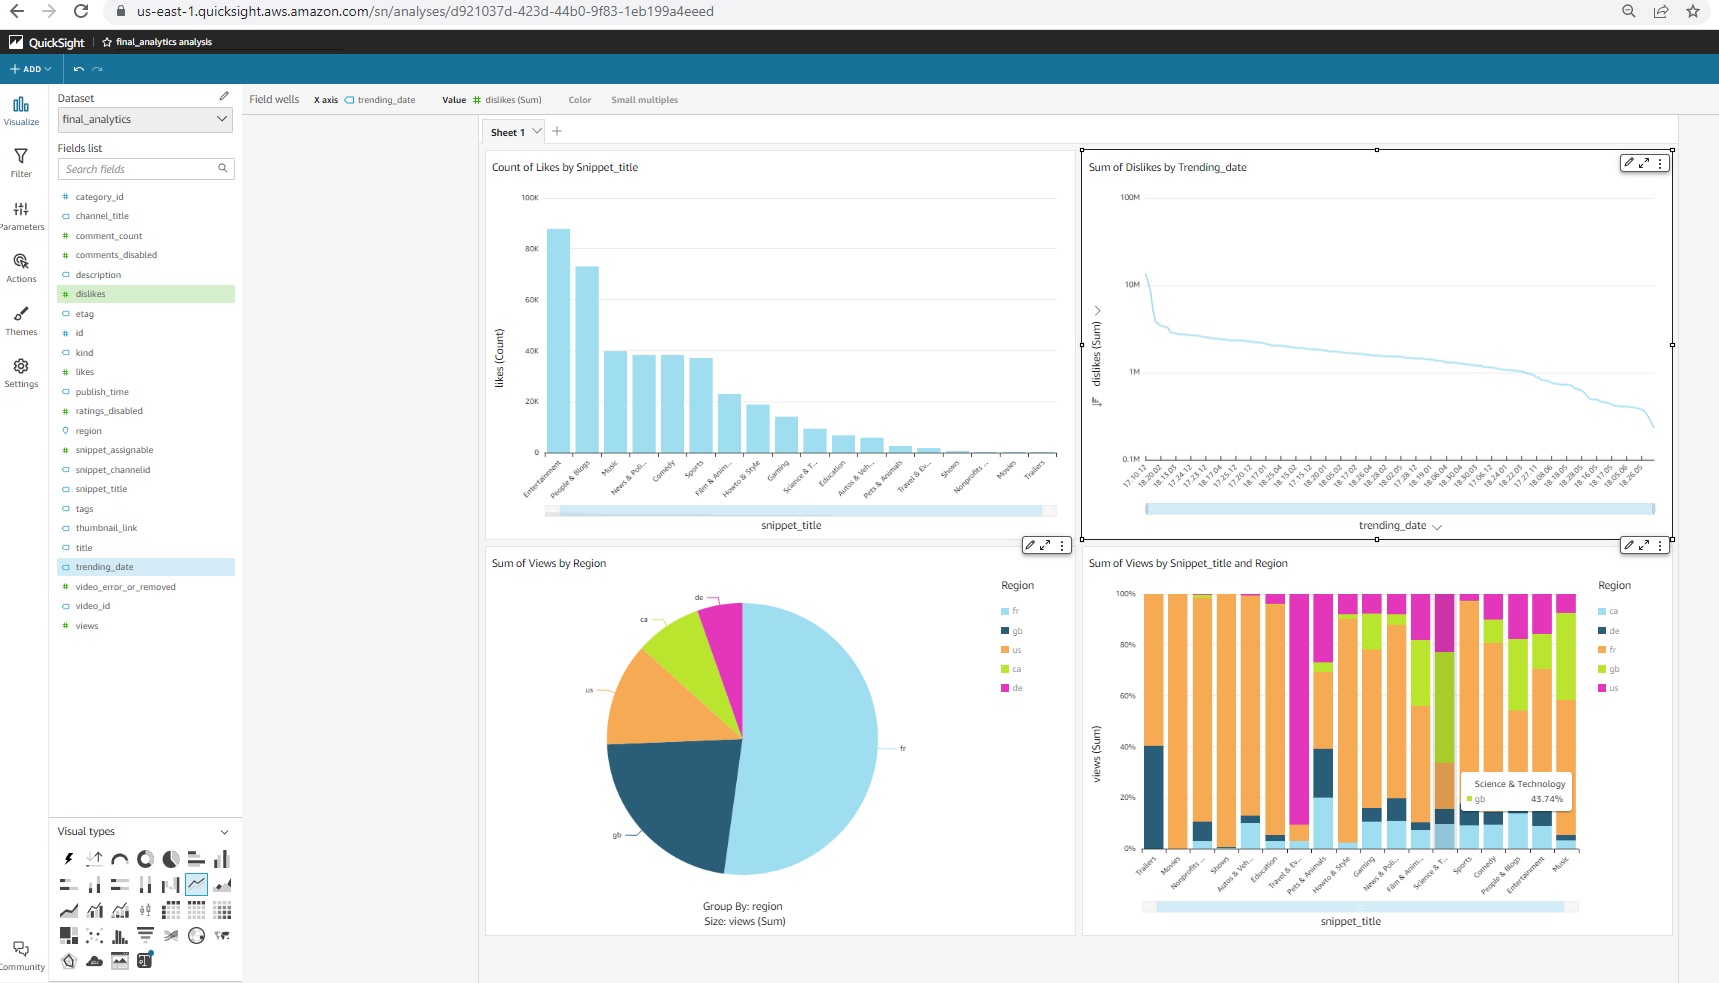 us-east-1.quicksight.aws.amazon.com/sn/analyses/d921037d-423d-44b0-9f83-1eb199a4eeed
QuickSight
final_analytics analysis
ADD
Visualize
Filter
Parameters
Actions
Themes
Settings
Community
Dataset
final_analytics
Fields list
Search fields
category_id
channel_title
comment_count
comments_disabled
description
dislikes
etag
id
kind
likes
publish_time
ratings_disabled
region
snippet_assignable
snippet_channelid
snippet_title
tags
thumbnail_link
title
trending_date
video_error_or_removed
video_id
views
Visual types
Field wells X axis trending_date Value dislikes (Sum) Color Small multiples
Sheet 1
Count of Likes by Snippet_title
100K
80K
60K
40K
20K
0
likes (Count)
Entertainment
People & Blogs
Music
News & Poli...
Comedy
Sports
Film & Anim...
Howto & Style
Gaming
Science & T...
Education
Autos & Veh...
Pets & Animals
Travel & Ev...
Shows
Nonprofits ...
Movies
Trailers
snippet_title
Sum of Dislikes by Trending_date
100M
10M
1M
0.1M
dislikes (Sum)
17.10.12
18.20.02
18.13.03
17.24.12
17.23.12
18.17.04
18.25.12
17.20.12
18.17.01
18.25.04
18.15.02
17.15.12
18.20.01
18.05.02
18.17.02
18.26.04
18.28.02
18.02.05
17.28.12
18.09.01
18.06.04
18.30.04
18.30.03
17.06.12
18.24.01
18.22.03
17.27.11
18.08.06
18.18.05
18.28.05
18.16.05
18.17.05
18.05.06
18.26.05
trending_date
Sum of Views by Region
de
ca
us
gb
fr
Region
fr
gb
us
ca
de
Group By: region
Size: views (Sum)
Sum of Views by Snippet_title and Region
100%
80%
60%
40%
20%
0%
views (Sum)
Trailers
Movies
Nonprofits ...
Shows
Autos & Veh...
Education
Travel & Ev...
Pets & Animals
Howto & Style
Gaming
News & Poli...
Film & Anim...
Science & T...
Sports
Comedy
People & Blogs
Entertainment
Music
snippet_title
Science & Technology
gb 43.74%
Region
ca
de
fr
gb
us